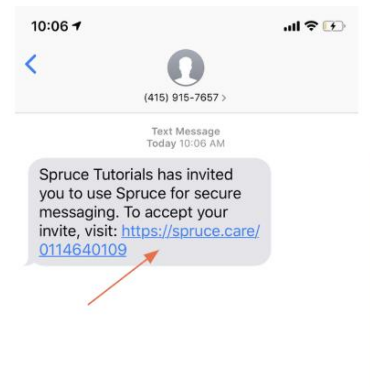 10:06
(415) 915-7657 >
Text Message
Today 10:06 AM
Spruce Tutorials has invited
you to use Spruce for secure
messaging. To accept your
invite, visit: https://spruce.care/
0114640109